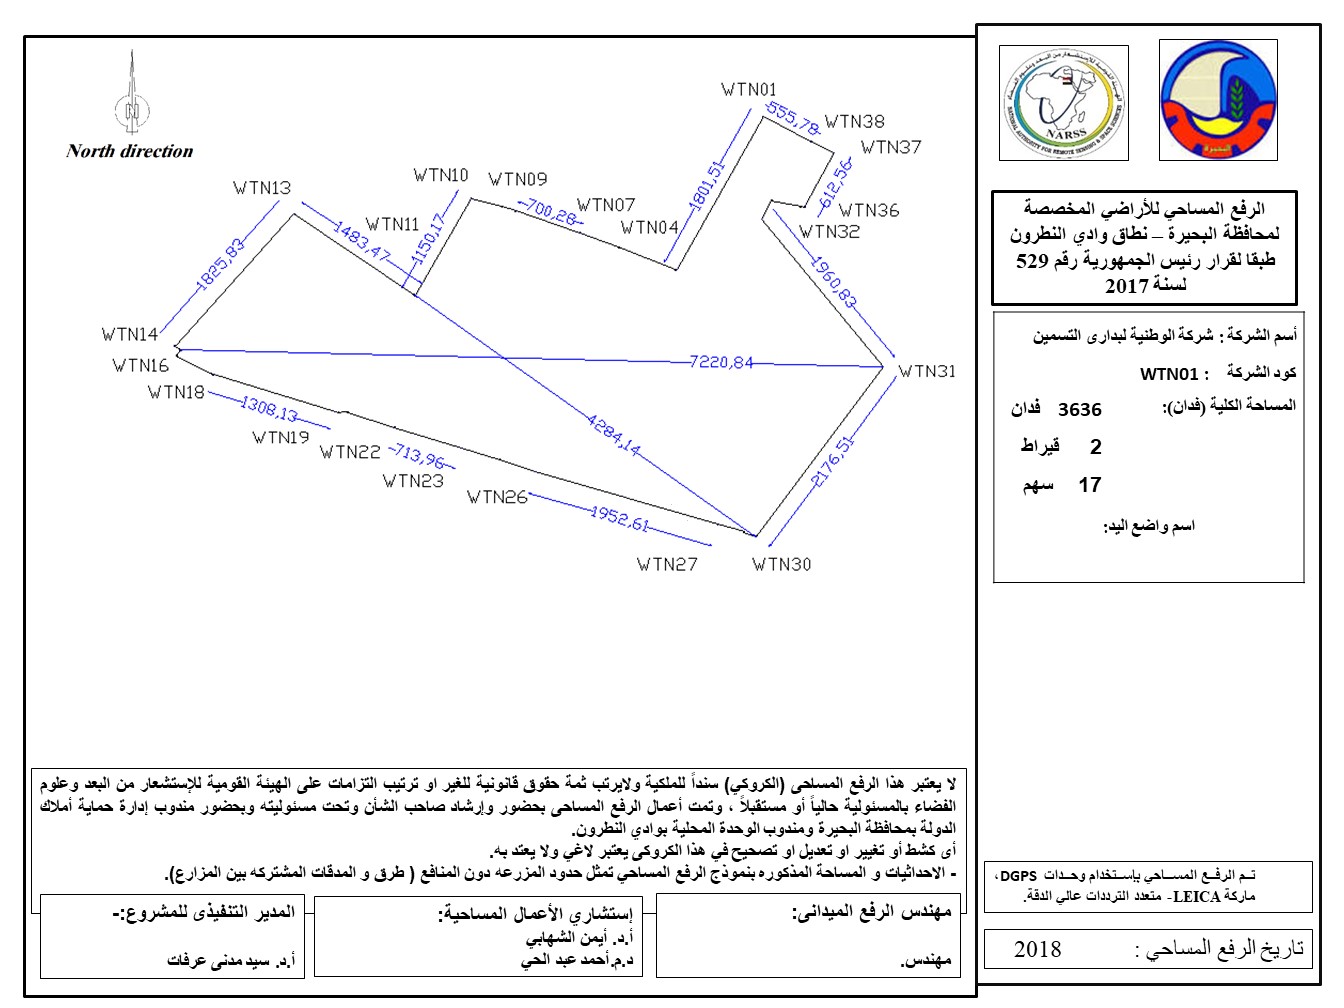 North direction
WTN01
555,78
WTN38
WTN37
612,56
WTN36
WTN32
1801,51
1960,83
WTN31
WTN13
WTN10
WTN09
WTN07
WTN04
WTN11
700,28
1150,17
1483,47
1825,83
WTN14
WTN16
WTN18
7220,84
4284,14
2176,51
1308,13
WTN19
WTN22
713,96
WTN23
WTN26
1952,61
WTN27
WTN30
NARSS
NATIONAL AUTHORITY FOR REMOTE SENSING & SPACE SCIENCES
البحيرة
الرفع المساحي للأراضي المخصصة
لمحافظة البحيرة – نطاق وادي النطرون
طبقا لقرار رئيس الجمهورية رقم 529
لسنة 2017
أسم الشركة : شركة الوطنية لبدارى التسمين
كود الشركة : WTN01
المساحة الكلية (فدان): 3636 فدان
2 قيراط
17 سهم
اسم واضع اليد:
لا يعتبر هذا الرفع المساحى (الكروكي) سنداً للملكية ولايرتب ثمة حقوق قانونية للغير او ترتيب التزامات على الهيئة القومية للإستشعار من البعد وعلوم
الفضاء بالمسئولية حالياً أو مستقبلاً ، وتمت أعمال الرفع المساحى بحضور وإرشاد صاحب الشأن وتحت مسئوليته وبحضور مندوب إدارة حماية أملاك
الدولة بمحافظة البحيرة ومندوب الوحدة المحلية بوادي النطرون.
أى كشط أو تغيير او تعديل او تصحيح في هذا الكروكى يعتبر لاغي ولا يعتد به.
- الاحداثيات و المساحة المذكوره بنموذج الرفع المساحي تمثل حدود المزرعه دون المنافع ( طرق و المدقات المشتركه بين المزارع).
مهندس الرفع الميدانى:
مهندس.
إستشاري الأعمال المساحية:
أ.د. أيمن الشهابي
د.م.أحمد عبد الحي
المدير التنفيذى للمشروع:-
أ.د. سيد مدنى عرفات
تـم الرفـع المسـاحي بإسـتخدام وحـدات DGPS ،
ماركة LEICA- متعدد الترددات عالي الدقة.
تاريخ الرفع المساحي : 2018